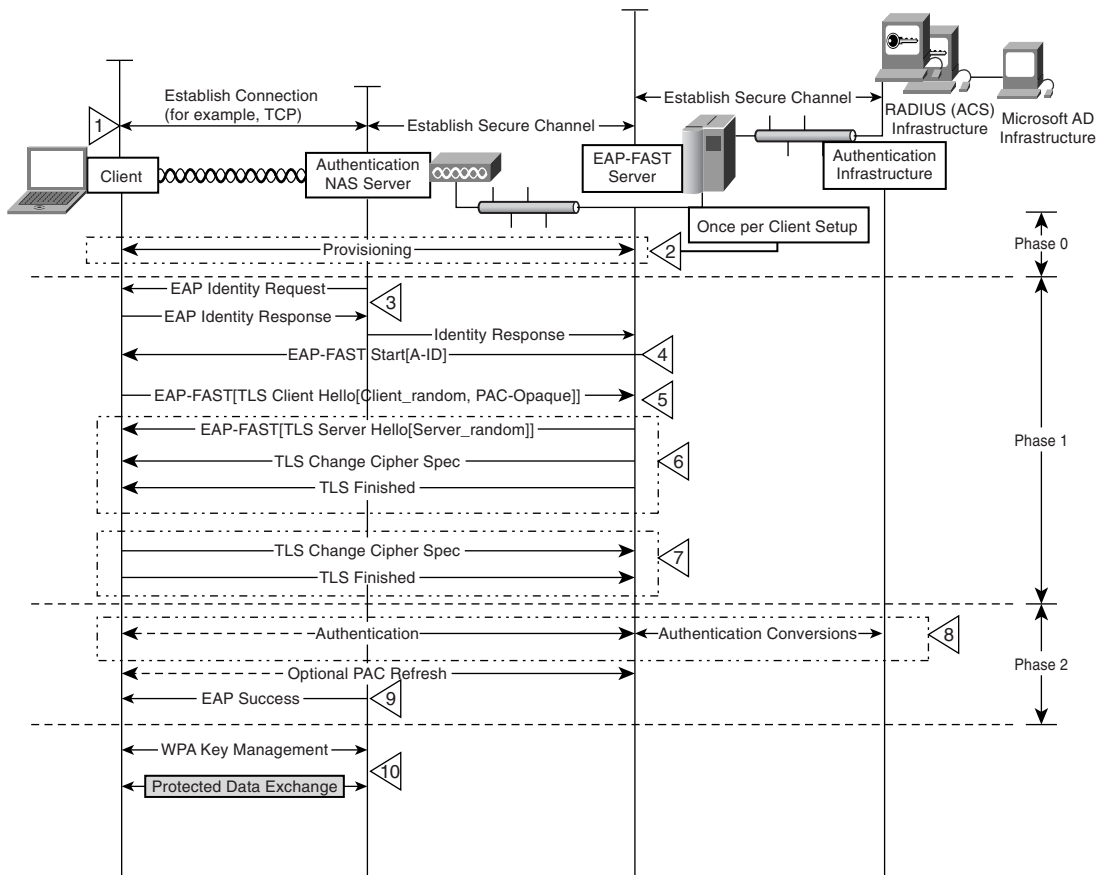 Establish Connection
(for example, TCP)
1
Establish Secure Channel
Establish Secure Channel
RADIUS (ACS)
Infrastructure
Microsoft AD
Infrastructure
Client
Authentication
NAS Server
EAP-FAST
Server
Authentication
Infrastructure
Once per Client Setup
Provisioning
2
Phase 0
EAP Identity Request
3
EAP Identity Response
Identity Response
EAP-FAST Start[A-ID]
4
EAP-FAST[TLS Client Hello[Client_random, PAC-Opaque]]
5
EAP-FAST[TLS Server Hello[Server_random]]
Phase 1
TLS Change Cipher Spec
6
TLS Finished
TLS Change Cipher Spec
7
TLS Finished
Authentication
Authentication Conversions
8
Phase 2
Optional PAC Refresh
EAP Success
9
WPA Key Management
10
Protected Data Exchange